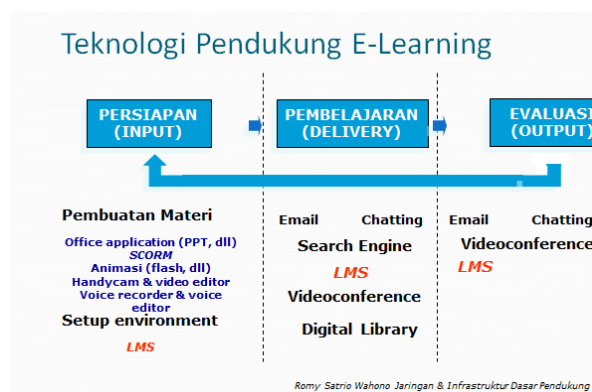 Teknologi Pendukung E-Learning
PERSIAPAN
(INPUT)
PEMBELAJARAN
(DELIVERY)
EVALUASI
(OUTPUT)
Pembuatan Materi
Office application (PPT, dll)
SCORM
Animasi (flash, dll)
Handycam & video editor
Voice recorder & voice
editor
Setup environment
LMS
Email Chatting
Search Engine
LMS
Videoconference
Digital Library
Email Chatting
Videoconference
LMS
Romy Satrio Wahono Jaringan & Infrastruktur Dasar Pendukung